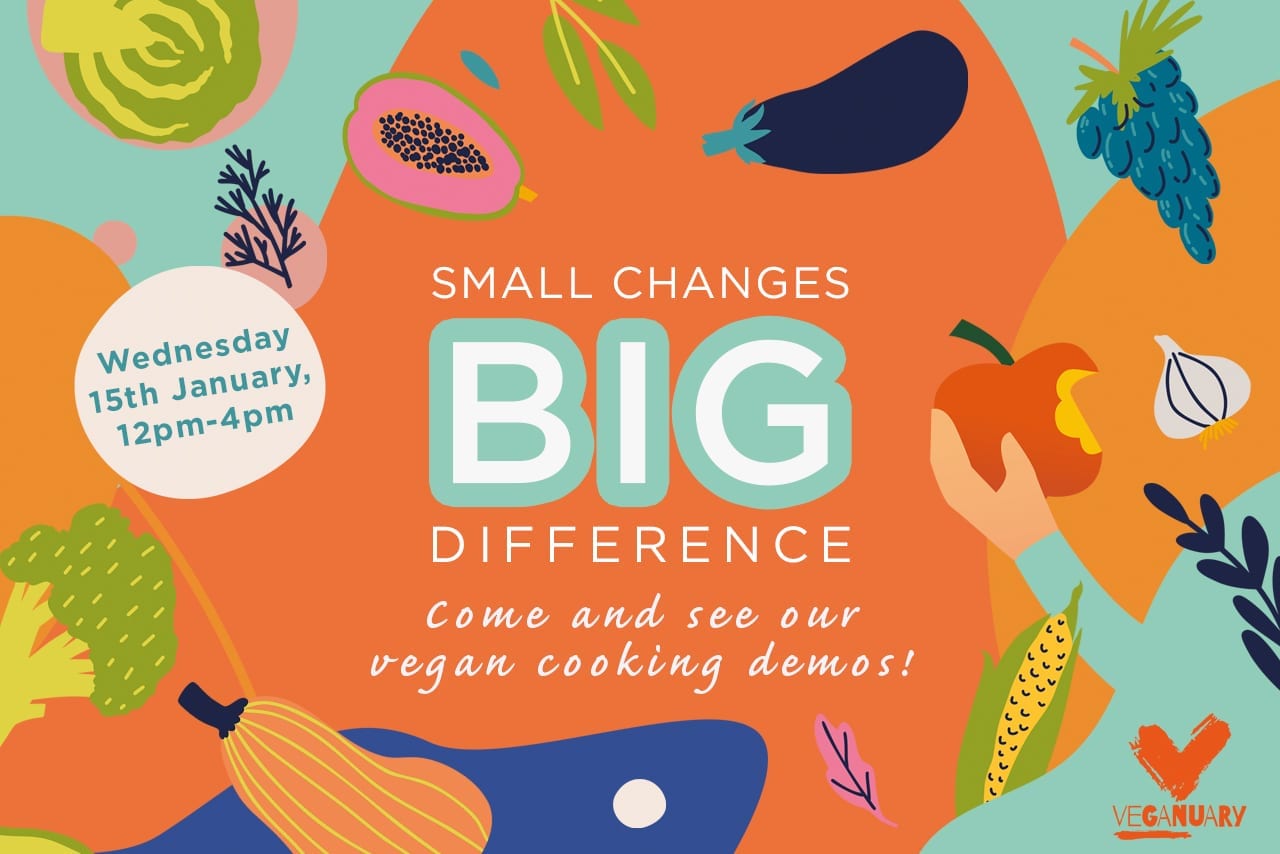 SMALL CHANGES
BIG
DIFFERENCE
Come and see our
vegan cooking demos!
Wednesday
15th January,
12pm-4pm
VEGANUARY